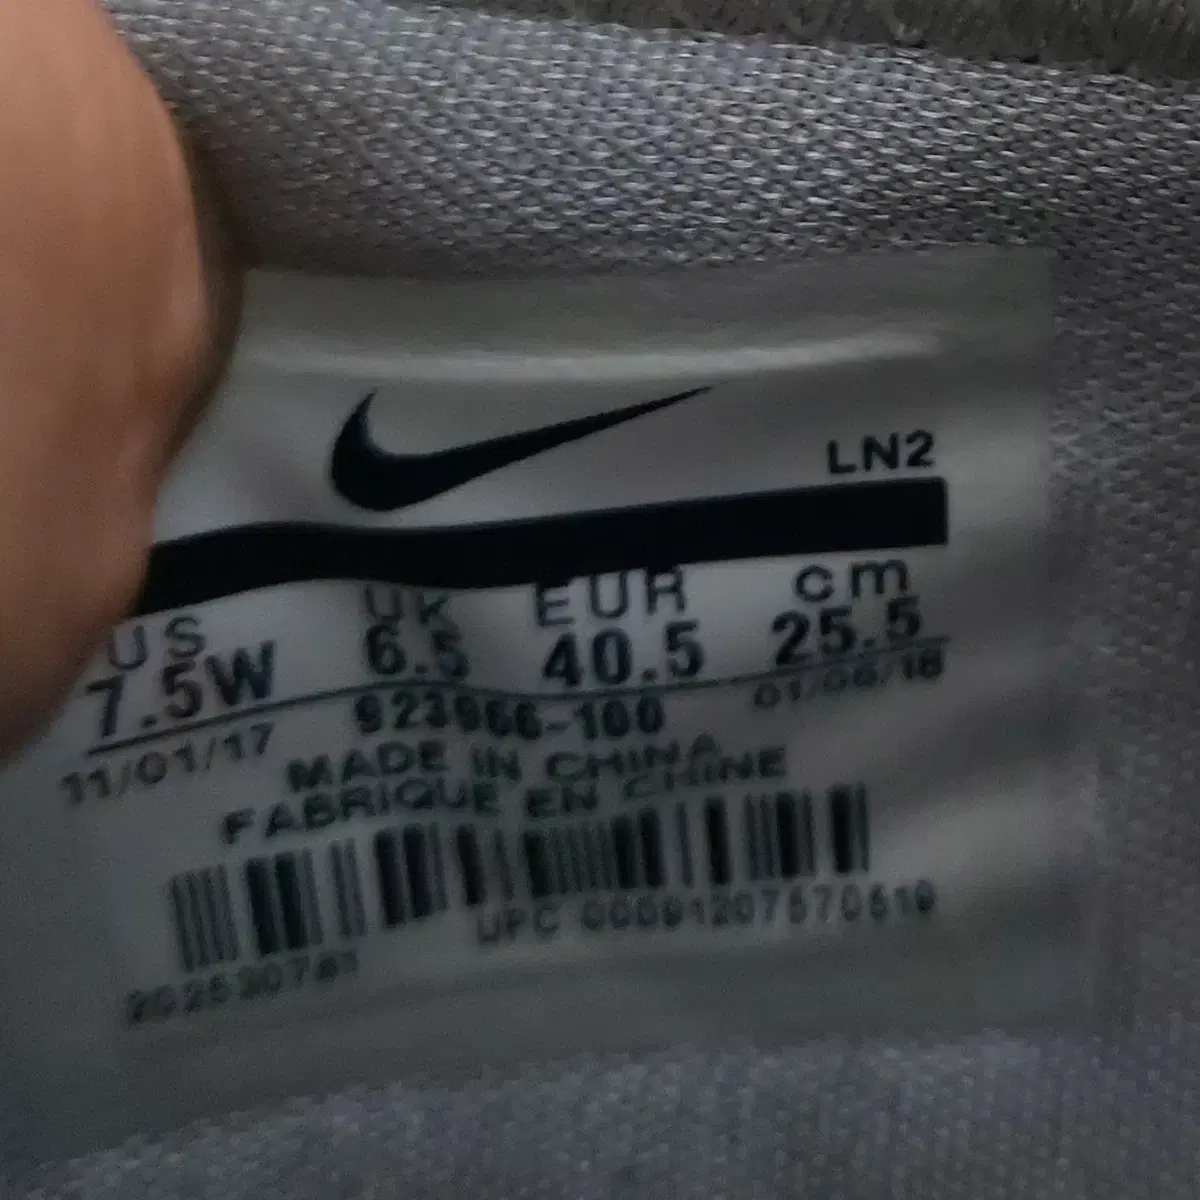 LN2
US UK EUR cm
7.5W 6.5 40.5 25.5
11/01/17 923966-100
MADE IN CHINA
FABRIQUE EN CHINE
UPC